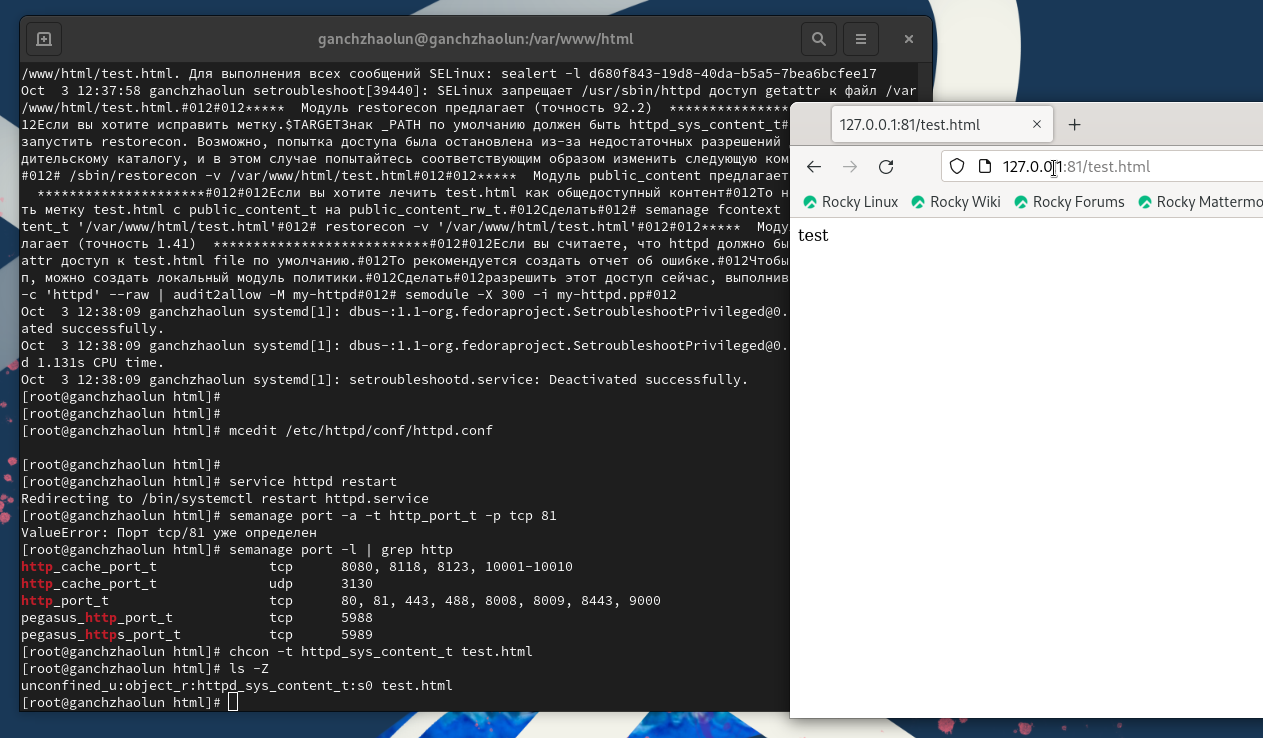 ganchzhaolun@ganchzhaolun:/var/www/html
/www/html/test.html. Для выполнения всех сообщений SELinux: sealert -l d680f843-19d8-40da-b5a5-7bea6bcfee17
Oct  3 12:37:58 ganchzhaolun setroubleshoot[39440]: SELinux запрещает /usr/sbin/httpd доступ getattr к файл /var
/www/html/test.html.#012#012*****  Модуль restorecon предлагает (точность 92.2)  ****************
12Если вы хотите исправить метку.$TARGETЗнак _PATH по умолчанию должен быть httpd_sys_content_t#
запустить restorecon. Возможно, попытка доступа была остановлена из-за недостаточных разрешений
дительскому каталогу, и в этом случае попытайтесь соответствующим образом изменить следующую ком
#012# /sbin/restorecon -v /var/www/html/test.html#012#012*****  Модуль public_content предлагает
  *********************#012#012Если вы хотите лечить test.html как общедоступный контент#012То н
ть метку test.html с public_content_t на public_content_rw_t.#012Сделать#012# semanage fcontext
tent_t '/var/www/html/test.html'#012# restorecon -v '/var/www/html/test.html'#012#012*****  Моду
лагает (точность 1.41)  **************************#012#012Если вы считаете, что httpd должно бы
attr доступ к test.html file по умолчанию.#012То рекомендуется создать отчет об ошибке.#012Чтобы
п, можно создать локальный модуль политики.#012Сделать#012разрешить этот доступ сейчас, выполнив
-c 'httpd' --raw | audit2allow -M my-httpd#012# semodule -X 300 -i my-httpd.pp#012
Oct  3 12:38:09 ganchzhaolun systemd[1]: dbus-:1.1-org.fedoraproject.SetroubleshootPrivileged@0.
ated successfully.
Oct  3 12:38:09 ganchzhaolun systemd[1]: dbus-:1.1-org.fedoraproject.SetroubleshootPrivileged@0.
d 1.131s CPU time.
Oct  3 12:38:09 ganchzhaolun systemd[1]: setroubleshootd.service: Deactivated successfully.
[root@ganchzhaolun html]#
[root@ganchzhaolun html]#
[root@ganchzhaolun html]# mcedit /etc/httpd/conf/httpd.conf
[root@ganchzhaolun html]#
[root@ganchzhaolun html]# service httpd restart
Redirecting to /bin/systemctl restart httpd.service
[root@ganchzhaolun html]# semanage port -a -t http_port_t -p tcp 81
ValueError: Порт tcp/81 уже определен
[root@ganchzhaolun html]# semanage port -l | grep http
http_cache_port_t              tcp      8080, 8118, 8123, 10001-10010
http_cache_port_t              udp      3130
http_port_t                    tcp      80, 81, 443, 488, 8008, 8009, 8443, 9000
pegasus_http_port_t            tcp      5988
pegasus_https_port_t           tcp      5989
[root@ganchzhaolun html]# chcon -t httpd_sys_content_t test.html
[root@ganchzhaolun html]# ls -Z
unconfined_u:object_r:httpd_sys_content_t:s0 test.html
[root@ganchzhaolun html]#
127.0.0.1:81/test.html
127.0.0.1:81/test.html
Rocky Linux Rocky Wiki Rocky Forums Rocky Mattermo
test